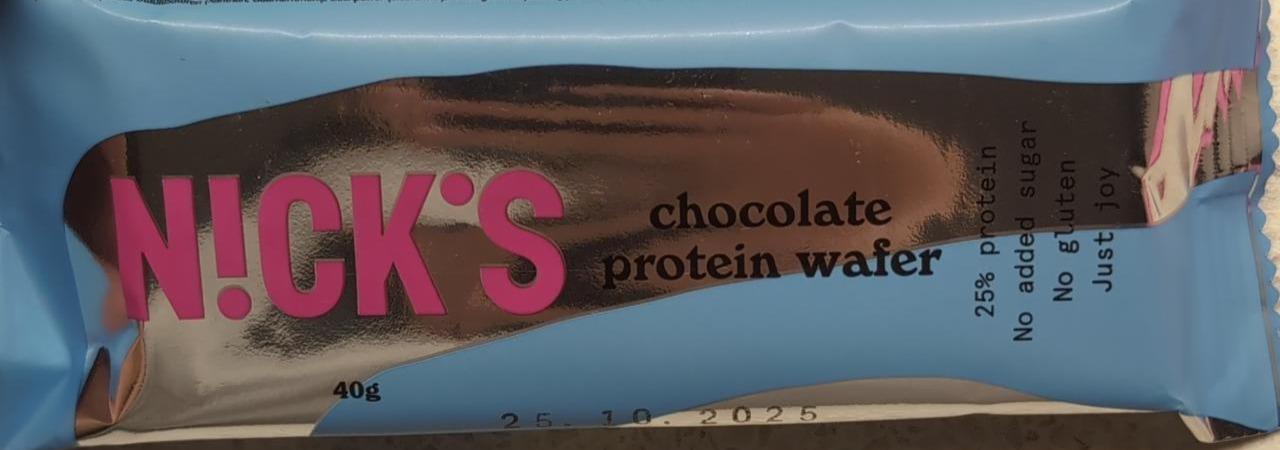 N!CK'S
chocolate
protein wafer
25% protein
No added sugar
No gluten
Just joy
40g
25. 10. 2025